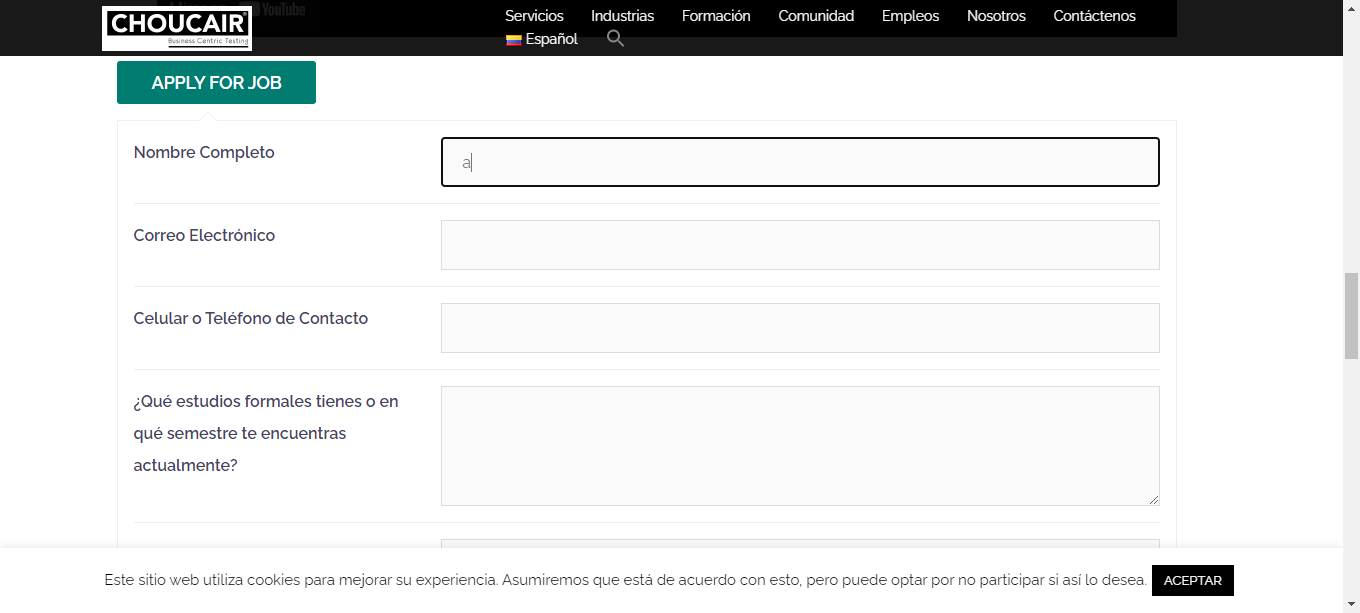 YouTube
CHOUCAIR®
Business Centric Testing
Servicios Industrias Formación Comunidad Empleos Nosotros Contáctenos
Español
APPLY FOR JOB
Nombre Completo
a
Correo Electrónico
Celular o Teléfono de Contacto
¿Qué estudios formales tienes o en
qué semestre te encuentras
actualmente?
Este sitio web utiliza cookies para mejorar su experiencia. Asumiremos que está de acuerdo con esto, pero puede optar por no participar si así lo desea. ACEPTAR